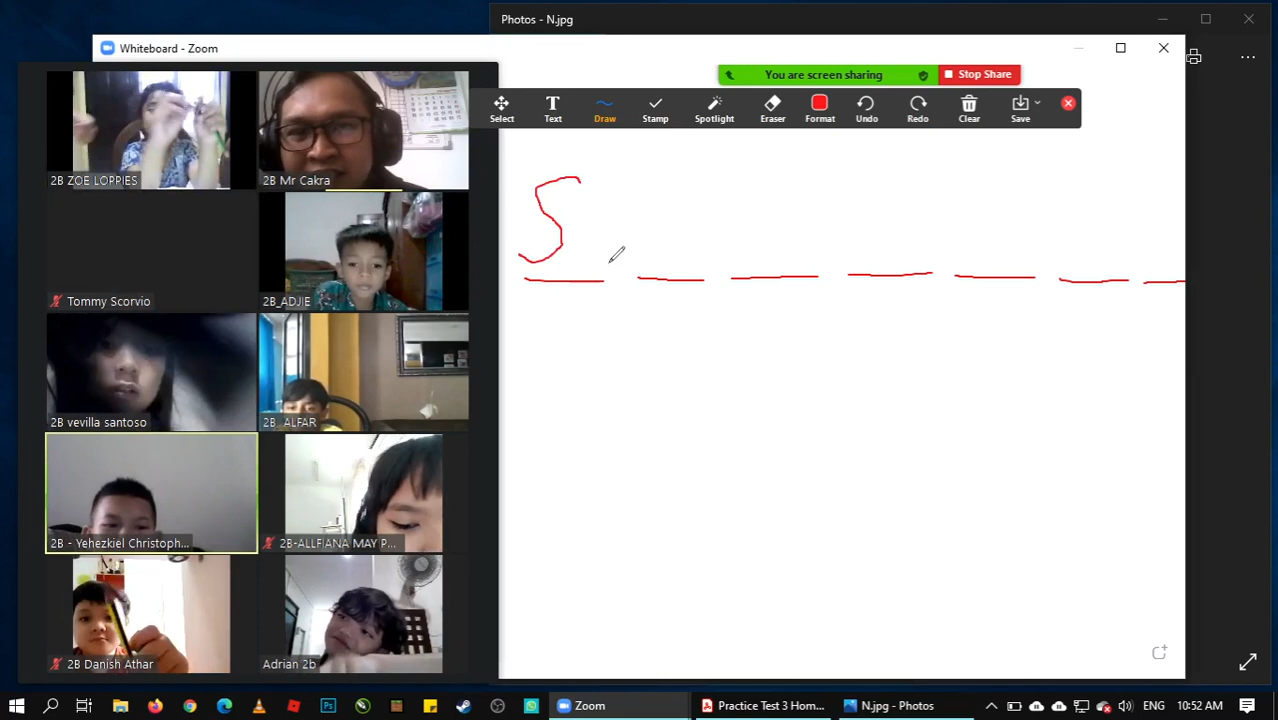 Photos - N.jpg
Whiteboard - Zoom
You are screen sharing
Stop Share
Select
Text
Draw
Stamp
Spotlight
Eraser
Format
Undo
Redo
Clear
Save
2B ZOE LOPPIES
2B Mr Cakra
Tommy Scorvio
2B_ADJIE
2B vevilla santoso
2B_ALFAR
2B - Yehezkiel Christoph...
2B-ALLFIANA MAY P...
2B Danish Athar
Adrian 2b
S
Ps
Zoom
Practice Test 3 Hom...
N.jpg - Photos
ENG
10:52 AM